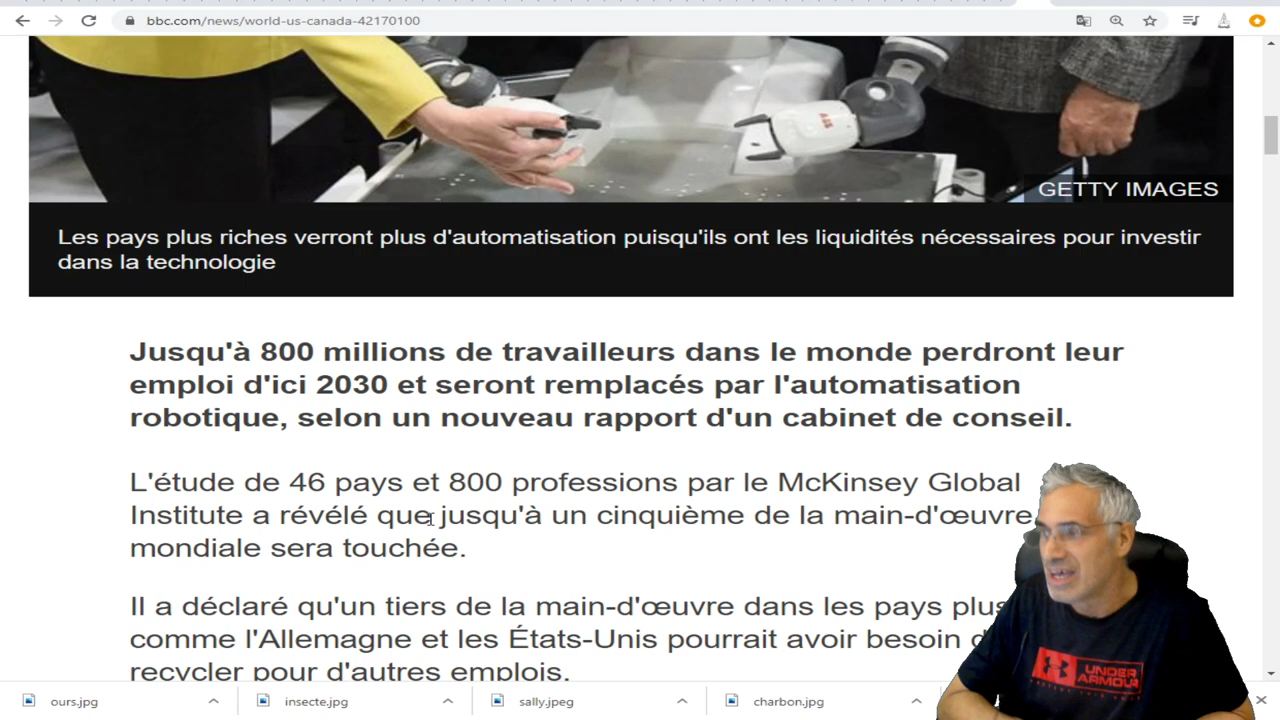 bbc.com/news/world-us-canada-42170100
ABB
GETTY IMAGES
Les pays plus riches verront plus d'automatisation puisqu'ils ont les liquidités nécessaires pour investir
dans la technologie
Jusqu'à 800 millions de travailleurs dans le monde perdront leur
emploi d'ici 2030 et seront remplacés par l'automatisation
robotique, selon un nouveau rapport d'un cabinet de conseil.
L'étude de 46 pays et 800 professions par le McKinsey Global
Institute a révélé que jusqu'à un cinquième de la main-d'œuvre
mondiale sera touchée.
Il a déclaré qu'un tiers de la main-d'œuvre dans les pays plus
comme l'Allemagne et les États-Unis pourrait avoir besoin
recycler pour d'autres emplois.
UNDER
ARMOUR
ours.jpg
insecte.jpg
sally.jpeg
charbon.jpg